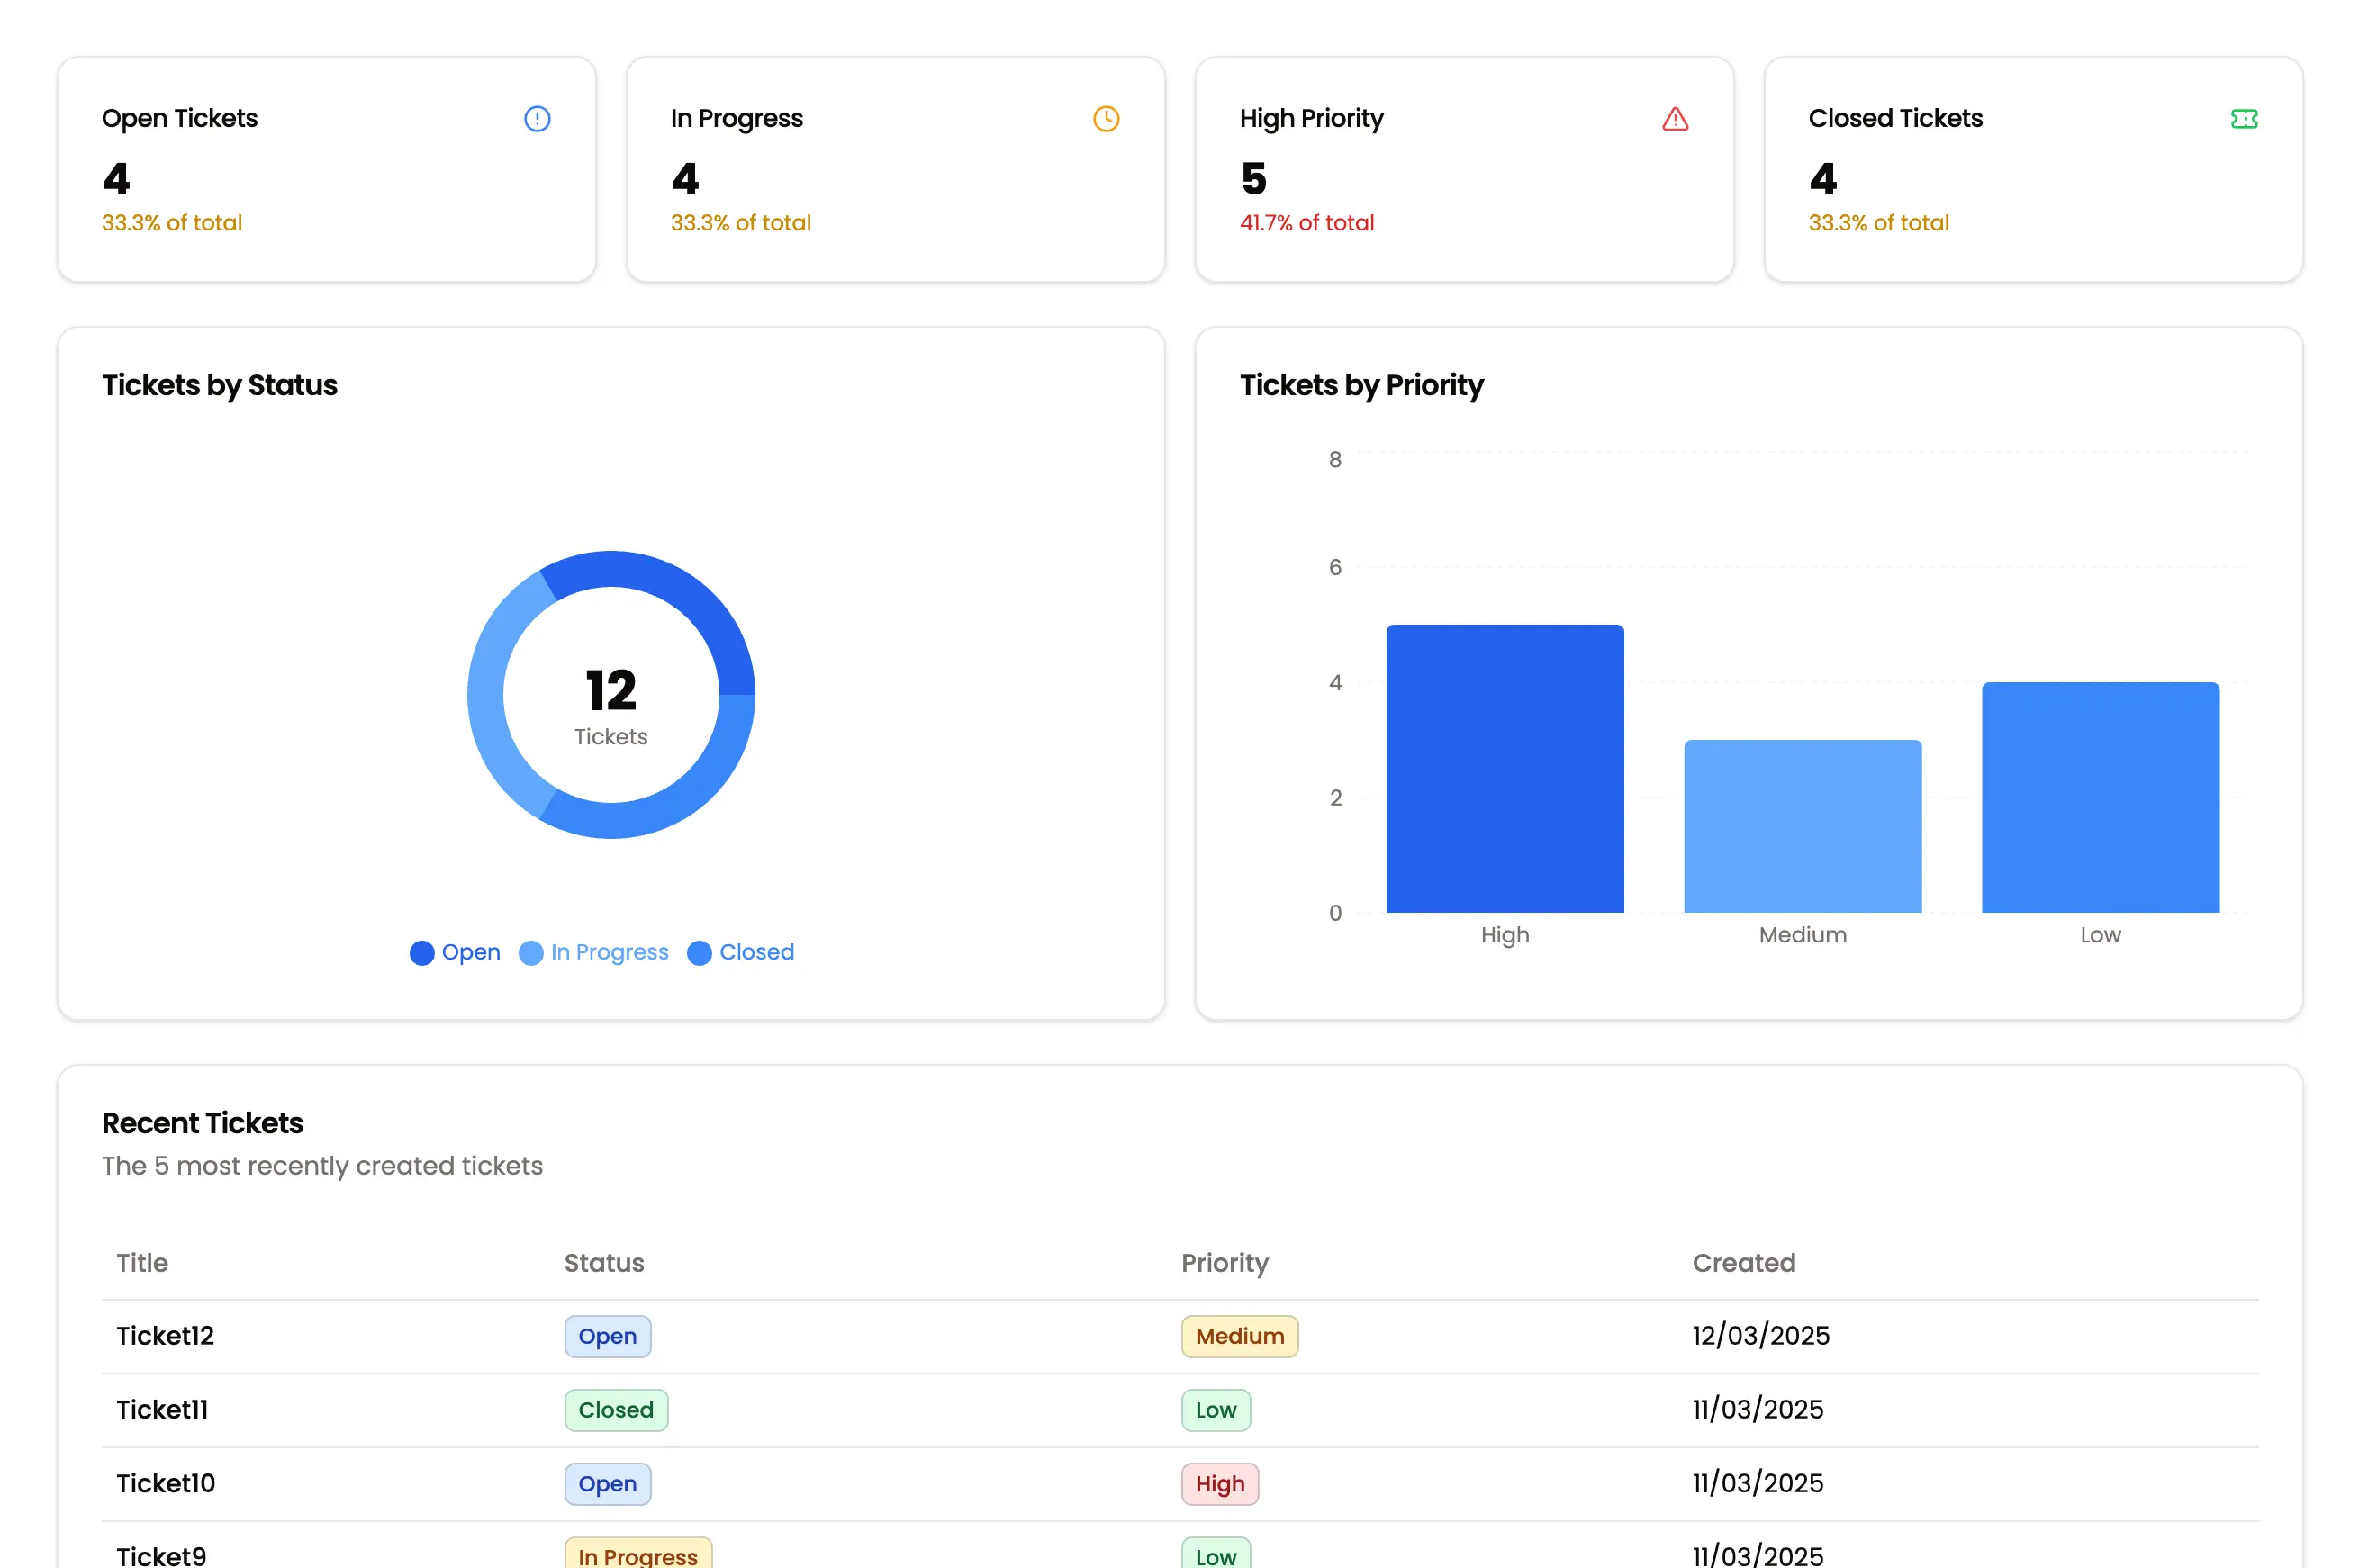 Open Tickets
4
33.3% of total
In Progress
4
33.3% of total
High Priority
5
41.7% of total
Closed Tickets
4
33.3% of total
Tickets by Status
12
Tickets
Open In Progress Closed
Tickets by Priority
8
6
4
2
0
High Medium Low
Recent Tickets
The 5 most recently created tickets
Title Status Priority Created
Ticket12 Open Medium 12/03/2025
Ticket11 Closed Low 11/03/2025
Ticket10 Open High 11/03/2025
Ticket9 In Progress Low 11/03/2025